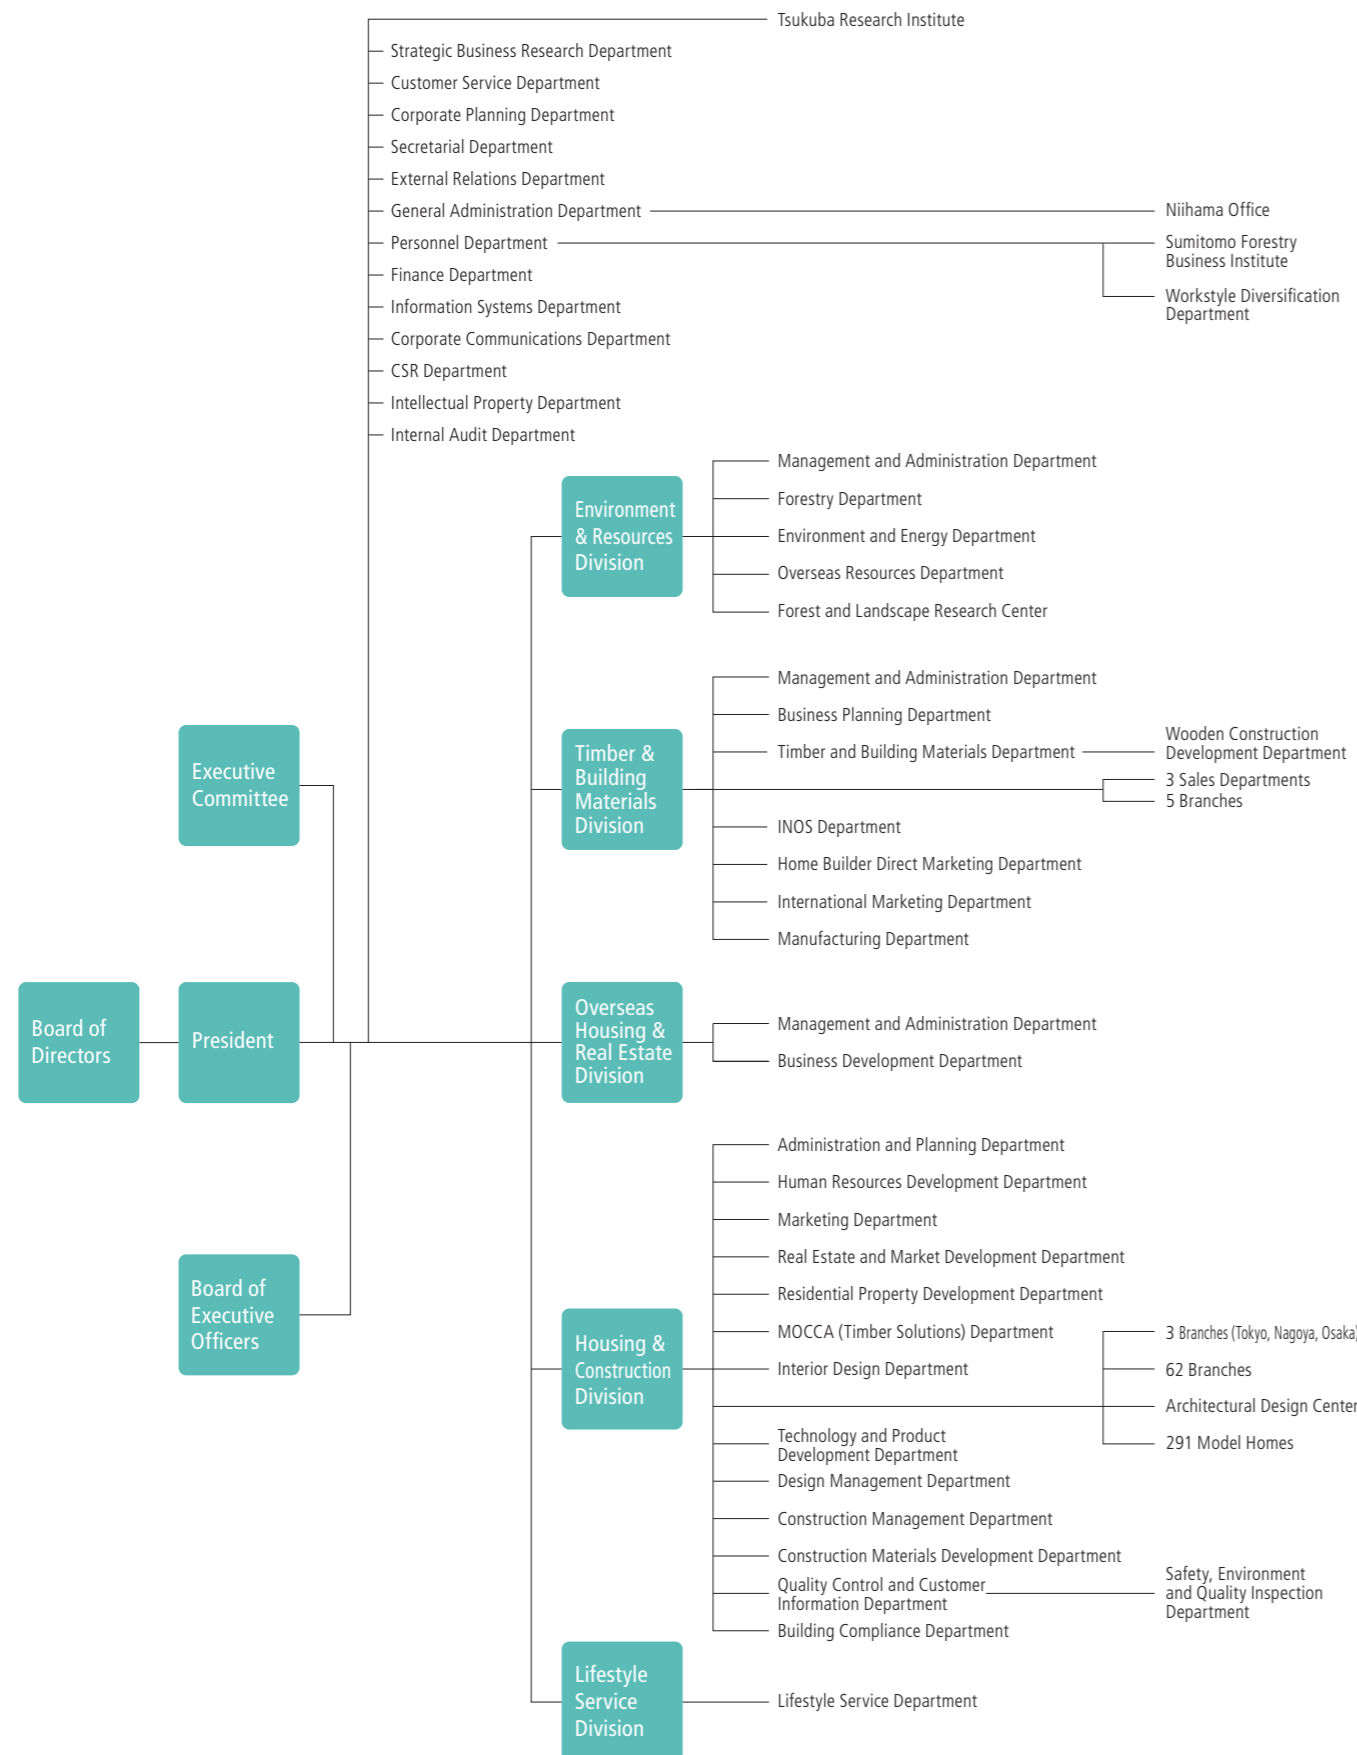 Tsukuba Research Institute
Strategic Business Research Department
Customer Service Department
Corporate Planning Department
Secretarial Department
External Relations Department
General Administration Department
Niihama Office
Personnel Department
Sumitomo Forestry
Business Institute
Workstyle Diversification
Department
Finance Department
Information Systems Department
Corporate Communications Department
CSR Department
Intellectual Property Department
Internal Audit Department
Environment
& Resources
Division
Management and Administration Department
Forestry Department
Environment and Energy Department
Overseas Resources Department
Forest and Landscape Research Center
Timber &
Building
Materials
Division
Management and Administration Department
Business Planning Department
Timber and Building Materials Department
Wooden Construction
Development Department
3 Sales Departments
5 Branches
INOS Department
Home Builder Direct Marketing Department
International Marketing Department
Manufacturing Department
Executive
Committee
Board of
Directors
President
Board of
Executive
Officers
Overseas
Housing &
Real Estate
Division
Management and Administration Department
Business Development Department
Housing &
Construction
Division
Administration and Planning Department
Human Resources Development Department
Marketing Department
Real Estate and Market Development Department
Residential Property Development Department
MOCCA (Timber Solutions) Department
Interior Design Department
3 Branches (Tokyo, Nagoya, Osaka)
62 Branches
Architectural Design Center
291 Model Homes
Technology and Product
Development Department
Design Management Department
Construction Management Department
Construction Materials Development Department
Quality Control and Customer
Information Department
Safety, Environment
and Quality Inspection
Department
Building Compliance Department
Lifestyle
Service
Division
Lifestyle Service Department